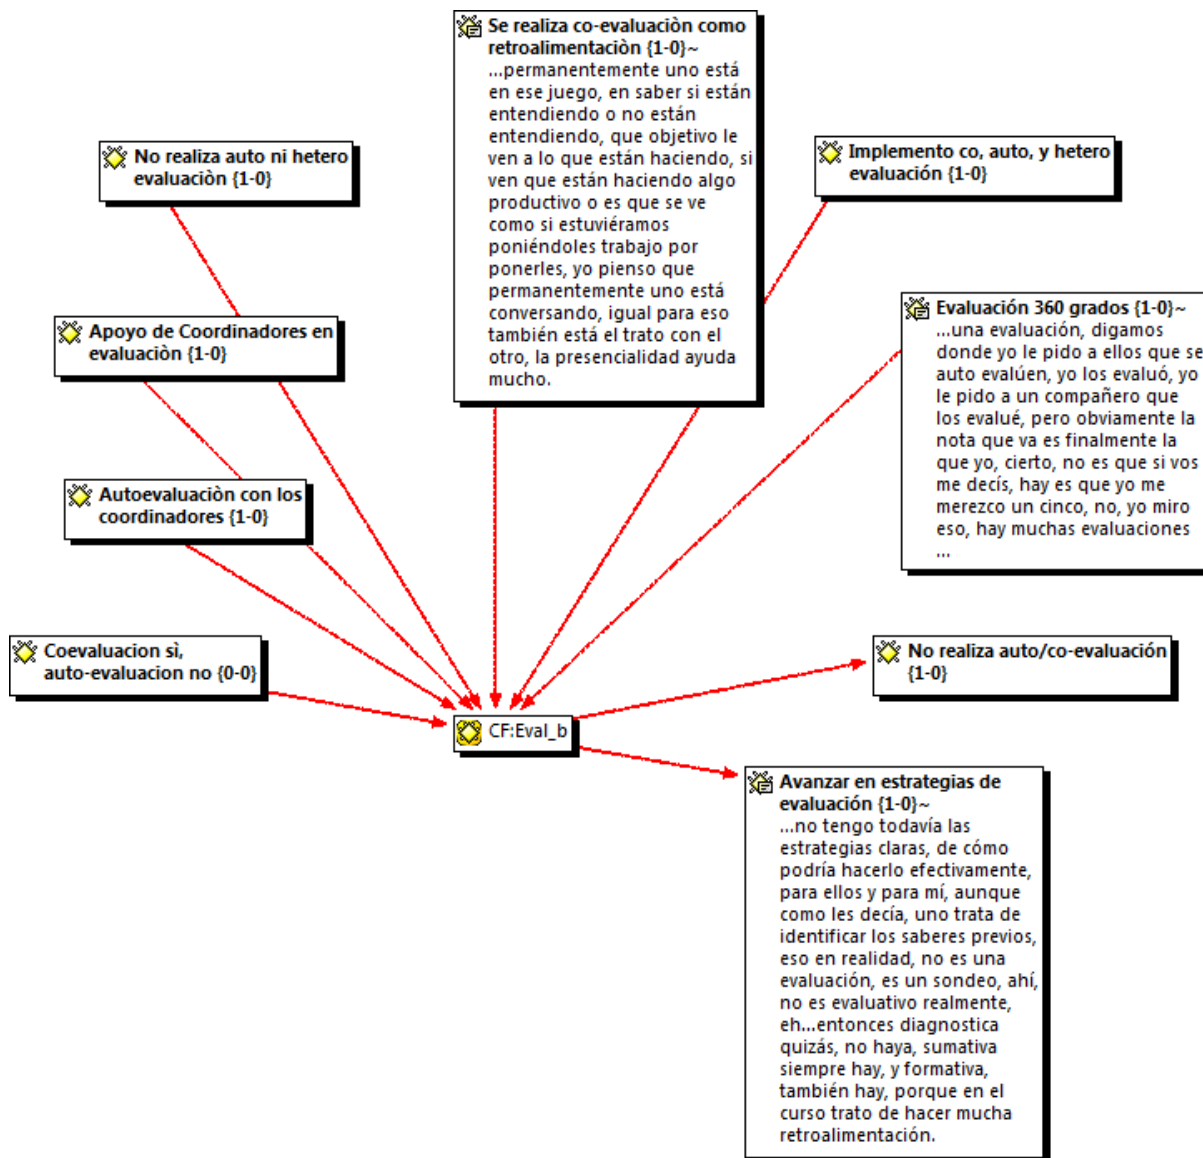 Se realiza co-evaluaciòn como
retroalimentaciòn {1-0}~
...permanentemente uno está
en ese juego, en saber si están
entendiendo o no están
entendiendo, que objetivo le
ven a lo que están haciendo, si
ven que están haciendo algo
productivo o es que se ve
como si estuviéramos
poniéndoles trabajo por
ponerles, yo pienso que
permanentemente uno está
conversando, igual para eso
también está el trato con el
otro, la presencialidad ayuda
mucho.
No realiza auto ni hetero
evaluaciòn {1-0}
Implemento co, auto, y hetero
evaluación {1-0}
Apoyo de Coordinadores en
evaluaciòn {1-0}
Evaluación 360 grados {1-0}~
...una evaluación, digamos
donde yo le pido a ellos que se
auto evalúen, yo los evaluó, yo
le pido a un compañero que
los evalué, pero obviamente la
nota que va es finalmente la
que yo, cierto, no es que si vos
me decís, hay es que yo me
merezco un cinco, no, yo miro
eso, hay muchas evaluaciones
...
Autoevaluaciòn con los
coordinadores {1-0}
Coevaluacion sì,
auto-evaluacion no {0-0}
No realiza auto/co-evaluación
{1-0}
CF:Eval_b
Avanzar en estrategias de
evaluación {1-0}~
...no tengo todavía las
estrategias claras, de cómo
podría hacerlo efectivamente,
para ellos y para mí, aunque
como les decía, uno trata de
identificar los saberes previos,
eso en realidad, no es una
evaluación, es un sondeo, ahí,
no es evaluativo realmente,
eh...entonces diagnostica
quizás, no haya, sumativa
siempre hay, y formativa,
también hay, porque en el
curso trato de hacer mucha
retroalimentación.